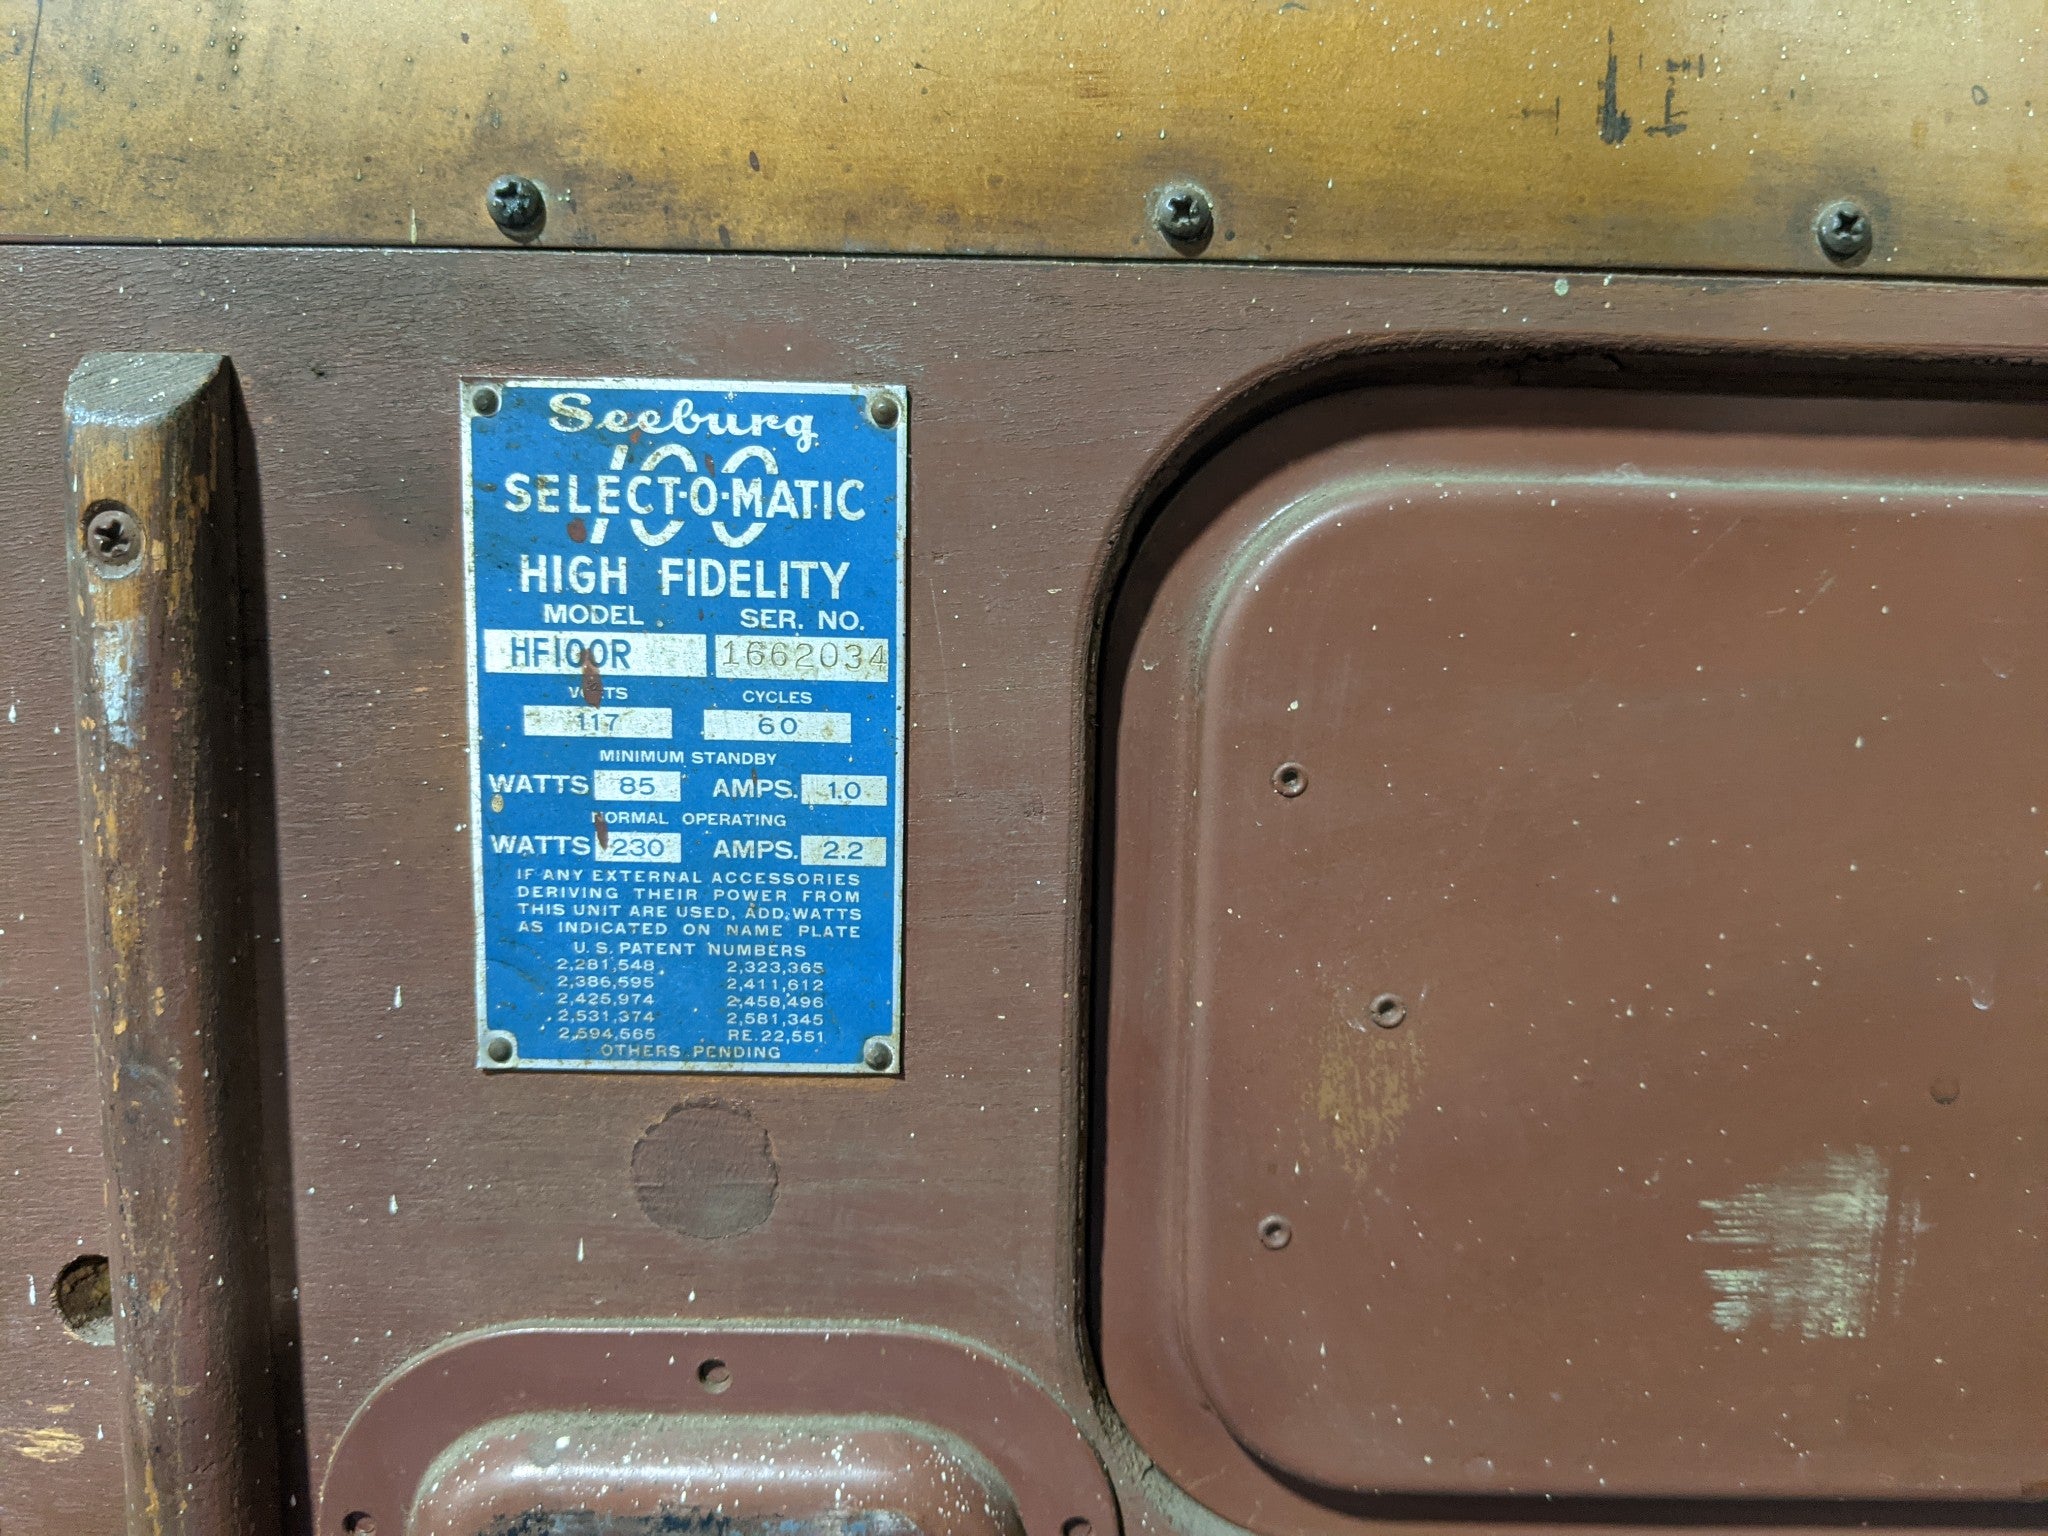 Seeburg
100
SELECT-O-MATIC
HIGH FIDELITY
MODEL SER. NO.
HF100R 1662034
VOLTS CYCLES
117 60
MINIMUM STANDBY
WATTS 85 AMPS. 1.0
NORMAL OPERATING
WATTS 230 AMPS. 2.2
IF ANY EXTERNAL ACCESSORIES
DERIVING THEIR POWER FROM
THIS UNIT ARE USED, ADD WATTS
AS INDICATED ON NAME PLATE
U.S. PATENT NUMBERS
2,281,548 2,323,365
2,386,595 2,411,612
2,425,974 2,458,496
2,531,374 2,581,345
2,594,565 RE.22,551
OTHERS PENDING